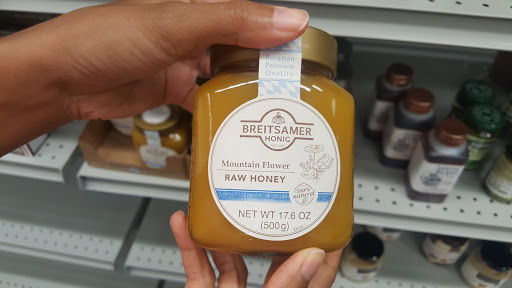 Bavarian
Premium
Quality
BREITSAMER
HONIG
Mountain Flower
RAW HONEY
100% natural
NET WT 17.6 OZ
(500g)